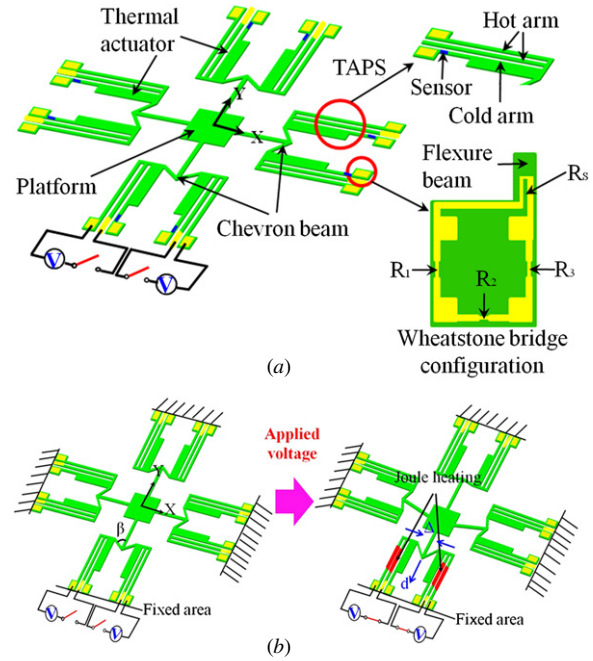 (a)
Thermal
actuator
TAPS
Hot arm
Sensor
Cold arm
Y
X
Platform
Chevron beam
V
V
Flexure
beam
RS
R1
R2
R3
Wheatstone bridge
configuration
(a)
Applied
voltage
Y
X
β
Fixed area
V
V
Joule heating
Δ
d
Fixed area
V
V
(b)
(b)